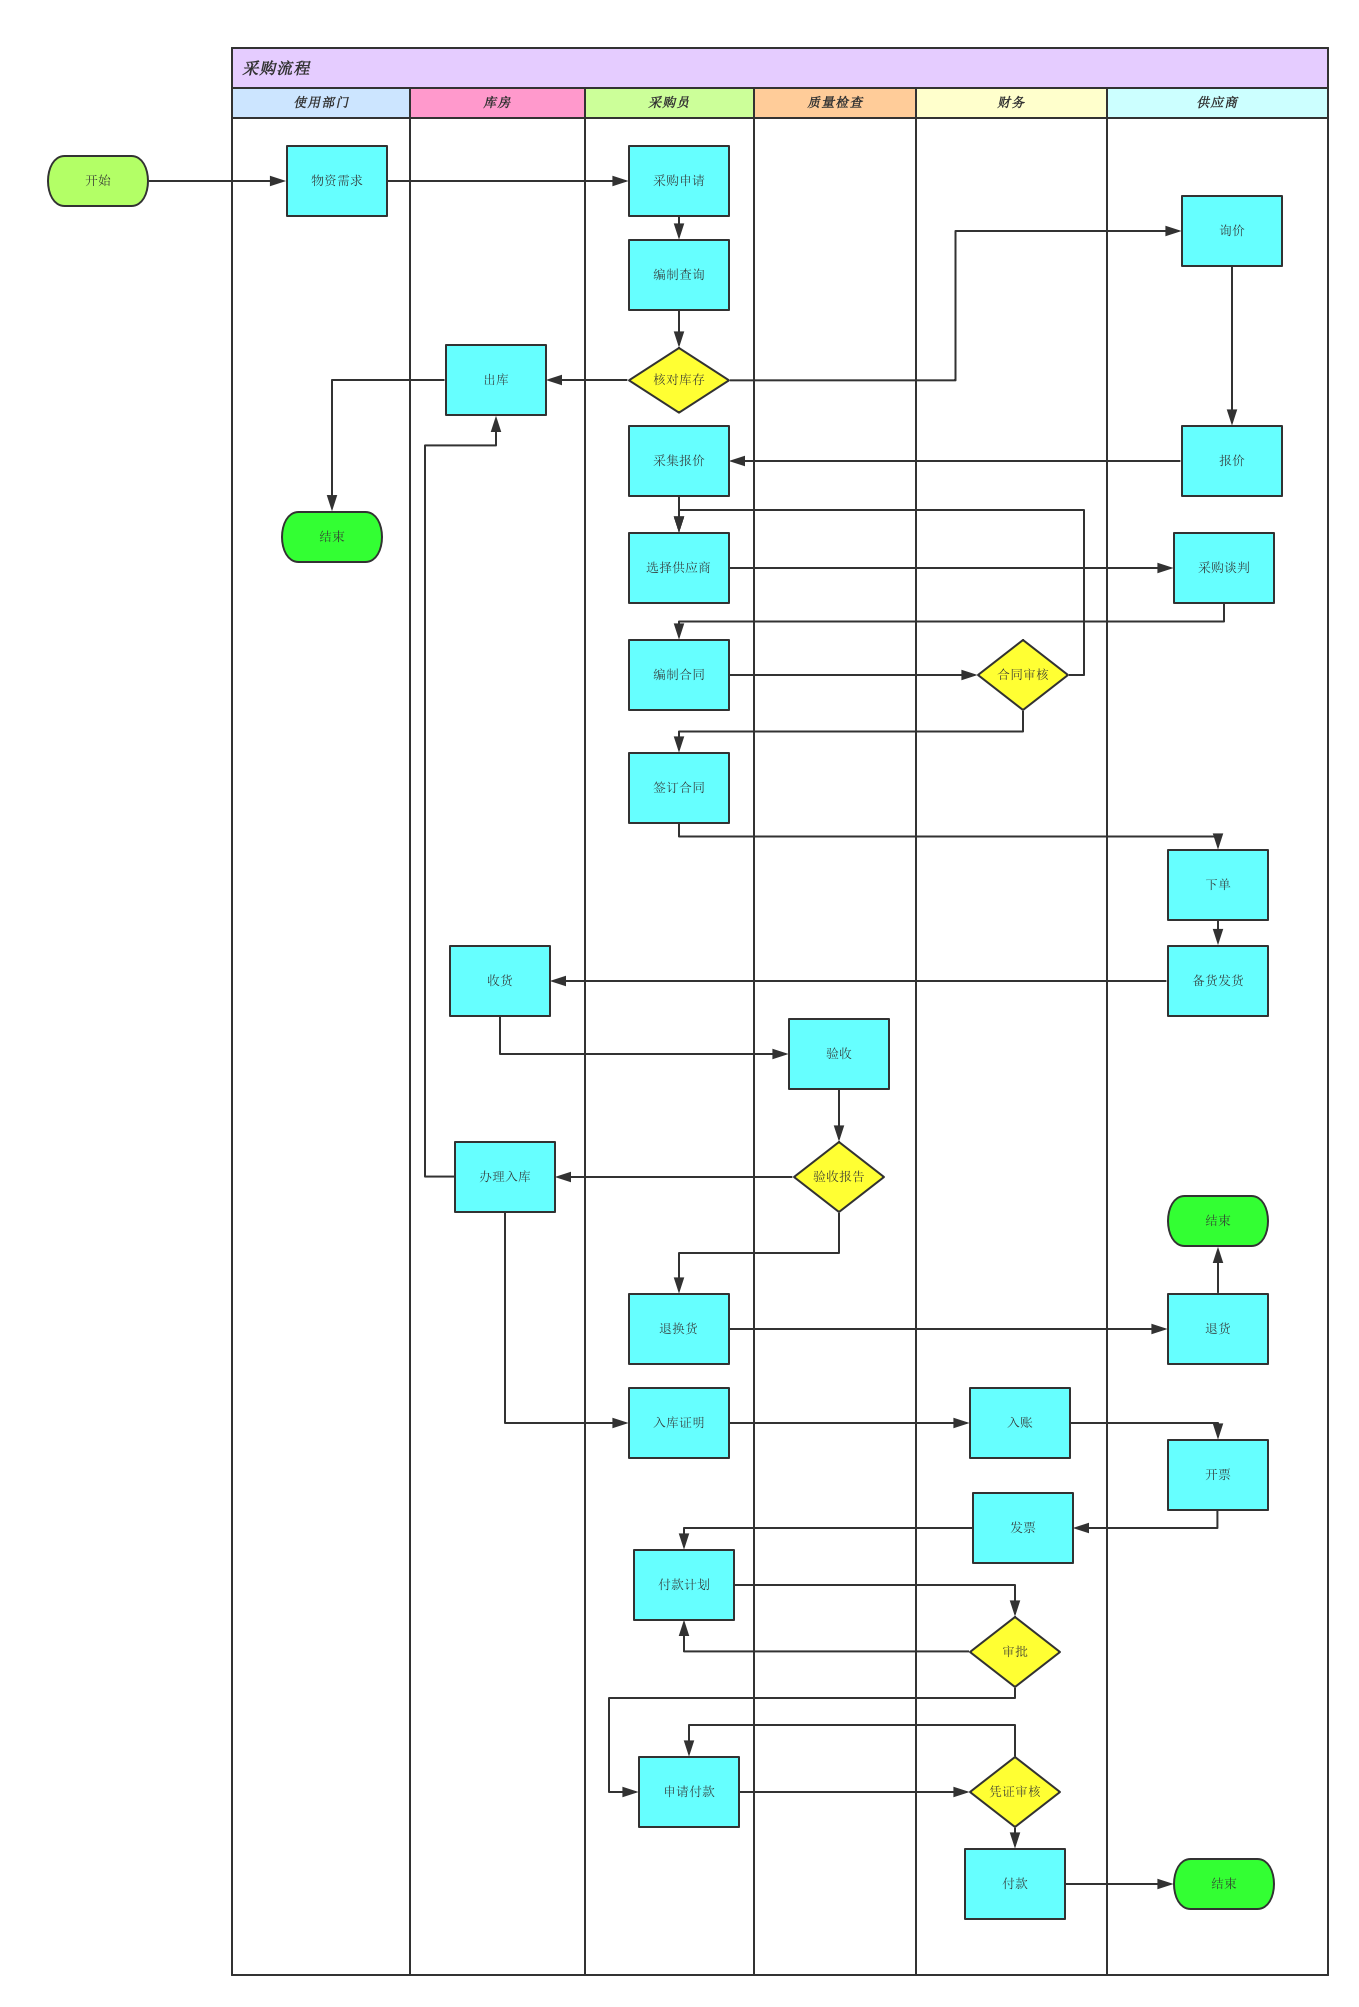 采购流程
使用部门
库房
采购员
质量检查
财务
供应商
开始
物资需求
采购申请
询价
编制查询
出库
核对库存
采集报价
报价
结束
选择供应商
采购谈判
编制合同
合同审核
签订合同
下单
收货
备货发货
验收
办理入库
验收报告
结束
退换货
退货
入库证明
入账
开票
发票
付款计划
审批
申请付款
凭证审核
付款
结束